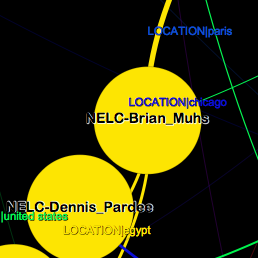 LOCATION|paris
LOCATION|chicago
NELC-Brian_Muhs
NELC-Dennis_Pardee
|united states
LOCATION|egypt